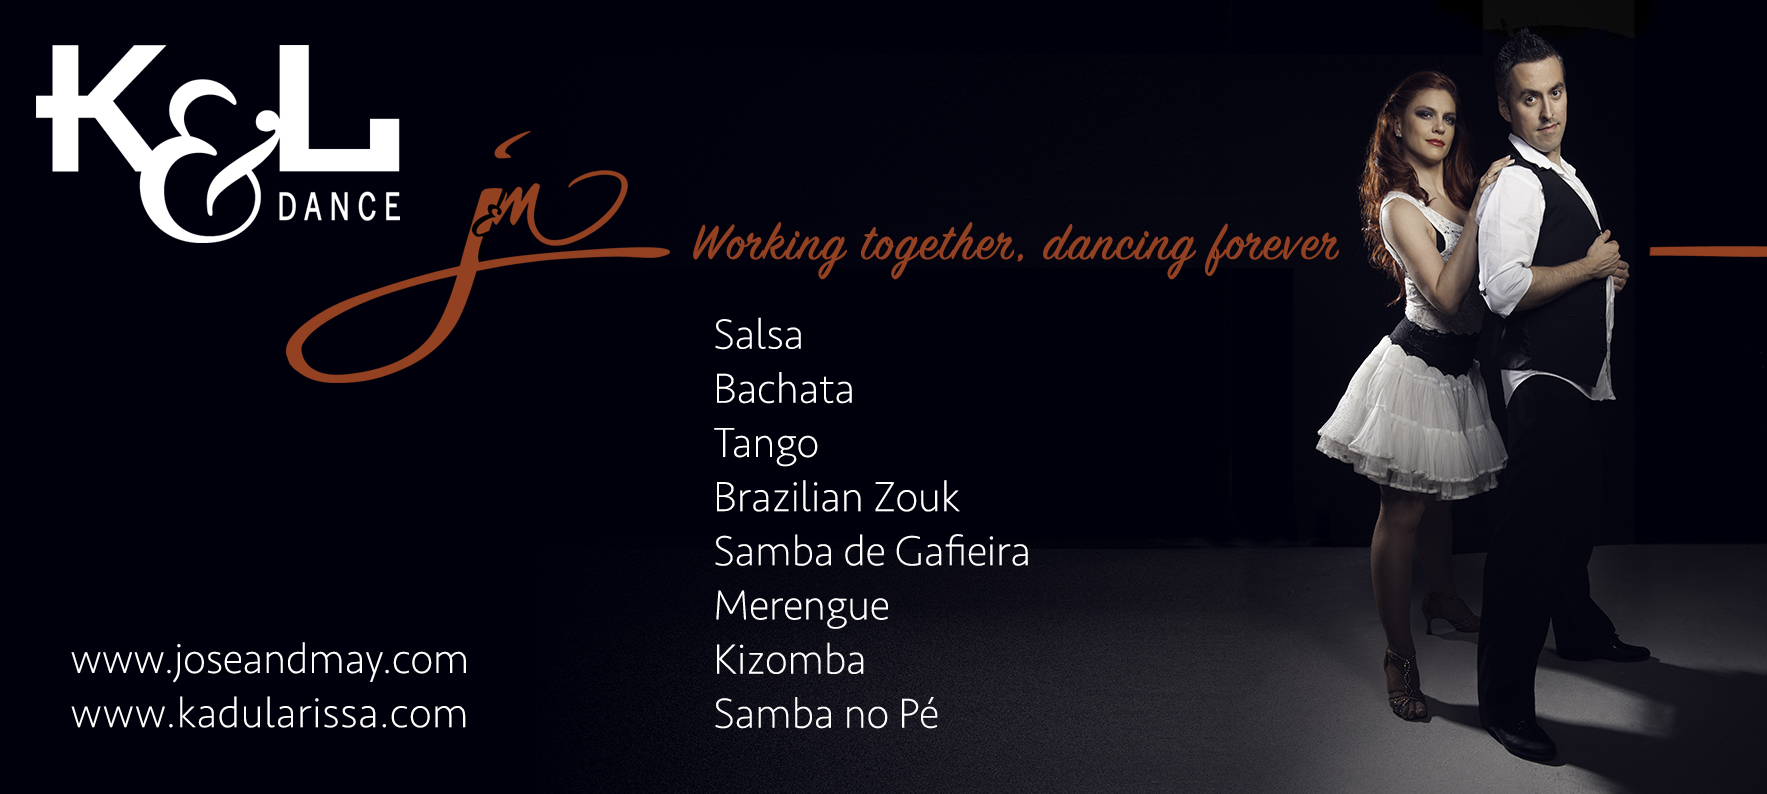 K&L
DANCE
j&m
Working together, dancing forever
Salsa
Bachata
Tango
Brazilian Zouk
Samba de Gafieira
Merengue
Kizomba
Samba no Pé
www.joseandmay.com
www.kadularissa.com